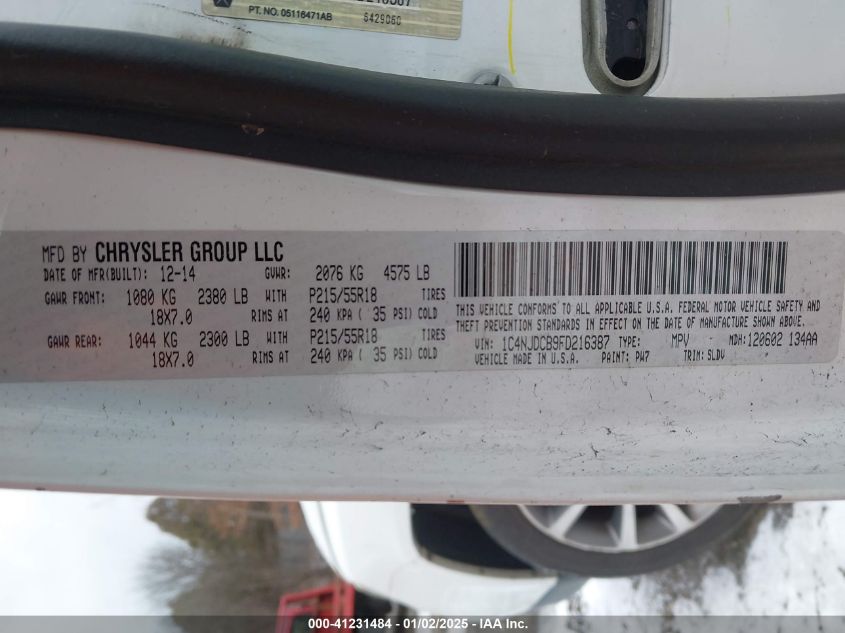 PT. NO. 05116471AB
6429060
MFD BY CHRYSLER GROUP LLC
DATE OF MFR(BUILT): 12-14 GVWR: 2076 KG 4575 LB
GAWR FRONT: 1080 KG 2380 LB WITH P215/55R18 TIRES
18X7.0 RIMS AT 240 KPA ( 35 PSI) COLD
GAWR REAR: 1044 KG 2300 LB WITH P215/55R18 TIRES
18X7.0 RIMS AT 240 KPA ( 35 PSI) COLD
THIS VEHICLE CONFORMS TO ALL APPLICABLE U.S.A. FEDERAL MOTOR VEHICLE SAFETY AND
THEFT PREVENTION STANDARDS IN EFFECT ON THE DATE OF MANUFACTURE SHOWN ABOVE.
VIN: 1C4NJDCB9FD216387 TYPE: MPV MDH: 120602 134AA
VEHICLE MADE IN U.S.A. PAINT: PW7 TRIM: SLDV
000-41231484 - 01/02/2025 - IAA Inc.